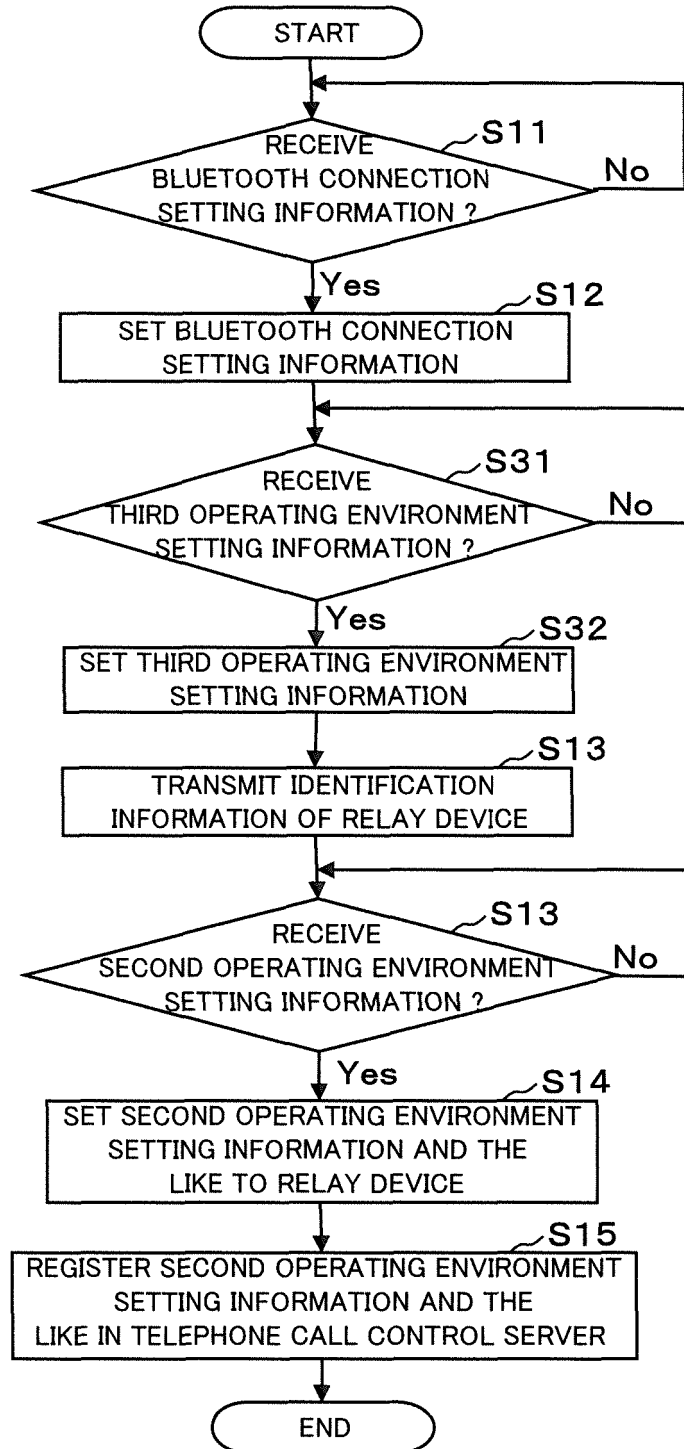 START
S11
RECEIVE
BLUETOOTH CONNECTION
SETTING INFORMATION ?
No
Yes
S12
SET BLUETOOTH CONNECTION
SETTING INFORMATION
S31
RECEIVE
THIRD OPERATING ENVIRONMENT
SETTING INFORMATION ?
No
Yes
S32
SET THIRD OPERATING ENVIRONMENT
SETTING INFORMATION
S13
TRANSMIT IDENTIFICATION
INFORMATION OF RELAY DEVICE
S13
RECEIVE
SECOND OPERATING ENVIRONMENT
SETTING INFORMATION ?
No
Yes
S14
SET SECOND OPERATING ENVIRONMENT
SETTING INFORMATION AND THE
LIKE TO RELAY DEVICE
S15
REGISTER SECOND OPERATING ENVIRONMENT
SETTING INFORMATION AND THE
LIKE IN TELEPHONE CALL CONTROL SERVER
END